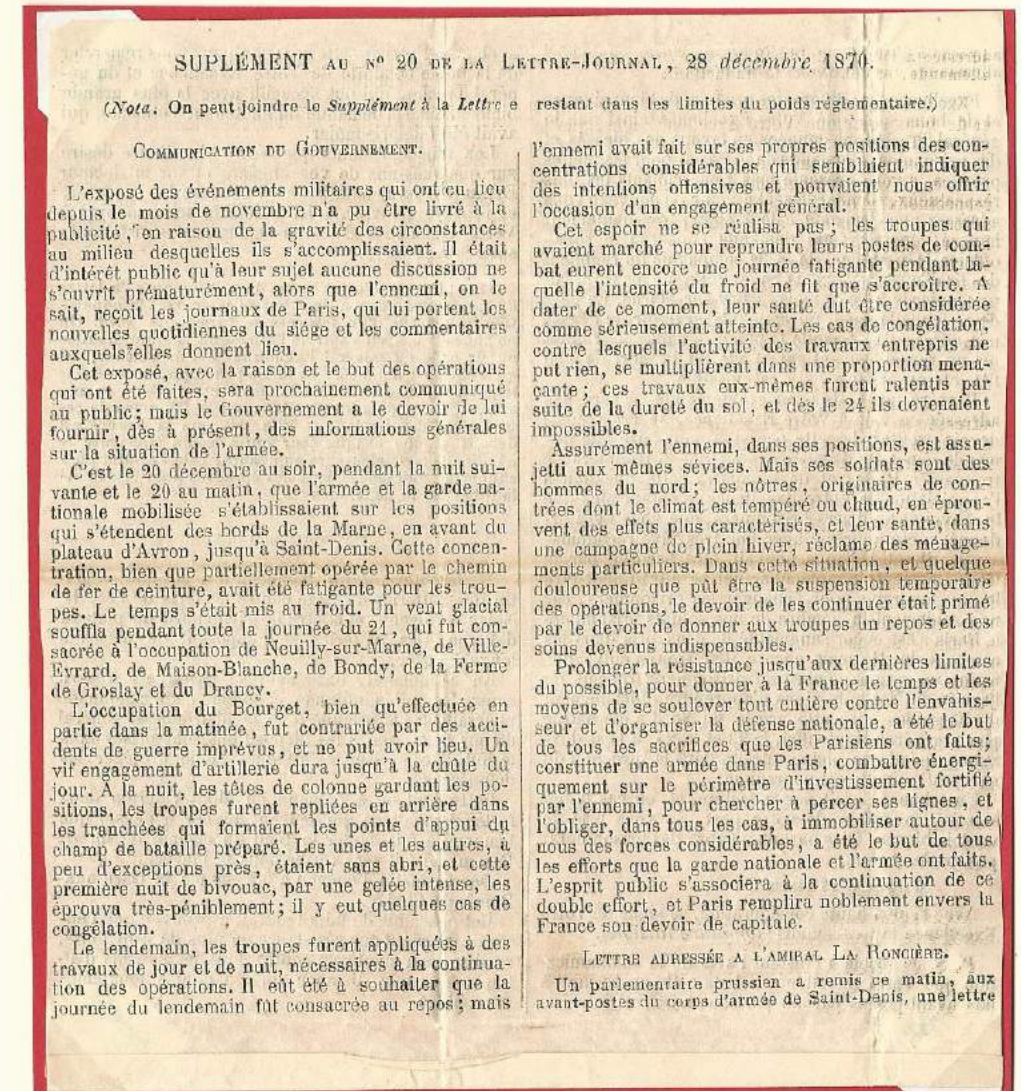 SUPLÉMENT AU Nº 20 DE LA LETTRE-JOURNAL, 28 décembre 1870.
(Nota. On peut joindre le Supplément à la Lettre e restant dans les limites du poids réglementaire.)
COMMUNICATION DU GOUVERNEMENT.
L'exposé des événements militaires qui ont eu lieu
depuis le mois de novembre n'a pu être livré à la
publicité, en raison de la gravité des circonstances
au milieu desquelles ils s'accomplissaient. Il était
d'intérêt public qu'à leur sujet aucune discussion ne
s'ouvrît prématurément, alors que l'ennemi, on le
sait, reçoit les journaux de Paris, qui lui portent les
nouvelles quotidiennes du siége et les commentaires
auxquels elles donnent lieu.
Cet exposé, avec la raison et le but des opérations
qui ont été faites, sera prochainement communiqué
au public; mais le Gouvernement a le devoir de lui
fournir, dès à présent, des informations générales
sur la situation de l'armée.
C'est le 20 décembre au soir, pendant la nuit sui-
vante et le 20 au matin, que l'armée et la garde na-
tionale mobilisée s'établissaient sur les positions
qui s'étendent des bords de la Marne, en avant du
plateau d'Avron, jusqu'à Saint-Denis. Cette concen-
tration, bien que partiellement opérée par le chemin
de fer de ceinture, avait été fatigante pour les trou-
pes. Le temps s'était mis au froid. Un vent glacial
souffla pendant toute la journée du 21, qui fut con-
sacrée à l'occupation de Neuilly-sur-Marne, de Ville-
Evrard, de Maison-Blanche, de Bondy, de la Ferme
de Groslay et du Drancy.
L'occupation du Bourget, bien qu'effectuée en
partie dans la matinée, fut contrariée par des acci-
dents de guerre imprévus, et ne put avoir lieu. Un
vif engagement d'artillerie dura jusqu'à la chûte du
jour. A la nuit, les têtes de colonne gardant les po-
sitions, les troupes furent repliées en arrière dans
les tranchées qui formaient les points d'appui du
champ de bataille préparé. Les unes et les autres, à
peu d'exceptions près, étaient sans abri, et cette
première nuit de bivouac, par une gelée intense, les
éprouva très-péniblement; il y eut quelques cas de
congélation.
Le lendemain, les troupes furent appliquées à des
travaux de jour et de nuit, nécessaires à la continua-
tion des opérations. Il eût été à souhaiter que la
journée du lendemain fût consacrée au repos; mais
l'ennemi avait fait sur ses propres positions des con-
centrations considérables qui semblaient indiquer
des intentions offensives et pouvaient nous offrir
l'occasion d'un engagement général.
Cet espoir ne se réalisa pas; les troupes qui
avaient marché pour reprendre leurs postes de com-
bat eurent encore une journée fatigante pendant la-
quelle l'intensité du froid ne fit que s'accroître. A
dater de ce moment, leur santé dut être considérée
comme sérieusement atteinte. Les cas de congélation,
contre lesquels l'activité des travaux entrepris ne
put rien, se multiplièrent dans une proportion mena-
çante; ces travaux eux-mêmes furent ralentis par
suite de la dureté du sol, et dès le 24 ils devenaient
impossibles.
Assurément l'ennemi, dans ses positions, est assu-
jetti aux mêmes sévices. Mais ses soldats sont des
hommes du nord; les nôtres, originaires de con-
trées dont le climat est tempéré ou chaud, en éprou-
vent des effets plus caractérisés, et leur santé, dans
une campagne de plein hiver, réclame des ménage-
ments particuliers. Dans cette situation, et quelque
douloureuse que pût être la suspension temporaire
des opérations, le devoir de les continuer était primé
par le devoir de donner aux troupes un repos et des
soins devenus indispensables.
Prolonger la résistance jusqu'aux dernières limites
du possible, pour donner à la France le temps et les
moyens de se soulever tout entière contre l'envahis-
seur et d'organiser la défense nationale, a été le but
de tous les sacrifices que les Parisiens ont faits;
constituer une armée dans Paris, combattre énergi-
quement sur le périmètre d'investissement fortifié
par l'ennemi, pour chercher à percer ses lignes, et
l'obliger, dans tous les cas, à immobiliser autour de
nous des forces considérables, a été le but de tous
les efforts que la garde nationale et l'armée ont faits.
L'esprit public s'associera à la continuation de ce
double effort, et Paris remplira noblement envers la
France son devoir de capitale.
LETTRE ADRESSÉE A L'AMIRAL LA RONCIÈRE.
Un parlementaire prussien a remis ce matin, aux
avant-postes du corps d'armée de Saint-Denis, une lettre